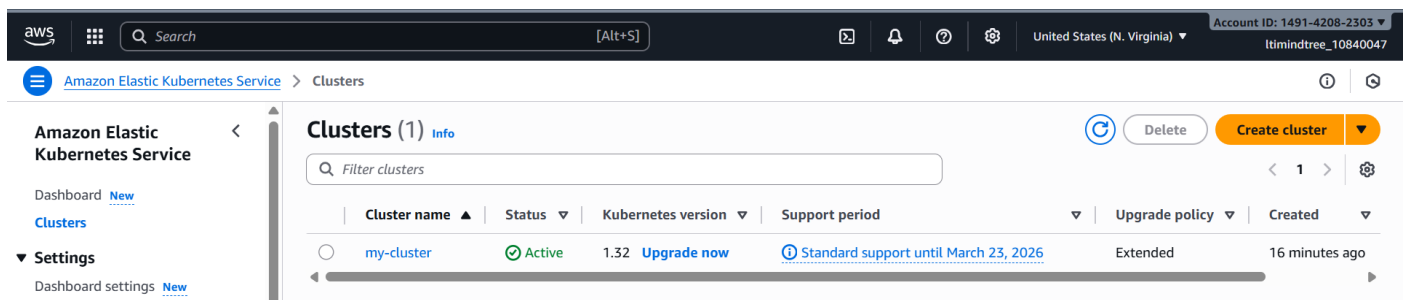 aws
Search [Alt+S]
United States (N. Virginia) ▼
Account ID: 1491-4208-2303 ▼
ltimindtree_10840047
Amazon Elastic Kubernetes Service > Clusters
Amazon Elastic
Kubernetes Service
Dashboard New
Clusters
▼ Settings
Dashboard settings New
Clusters (1) Info
Delete
Create cluster
Filter clusters
< 1 >
Cluster name Status Kubernetes version Support period Upgrade policy Created
my-cluster Active 1.32 Upgrade now Standard support until March 23, 2026 Extended 16 minutes ago